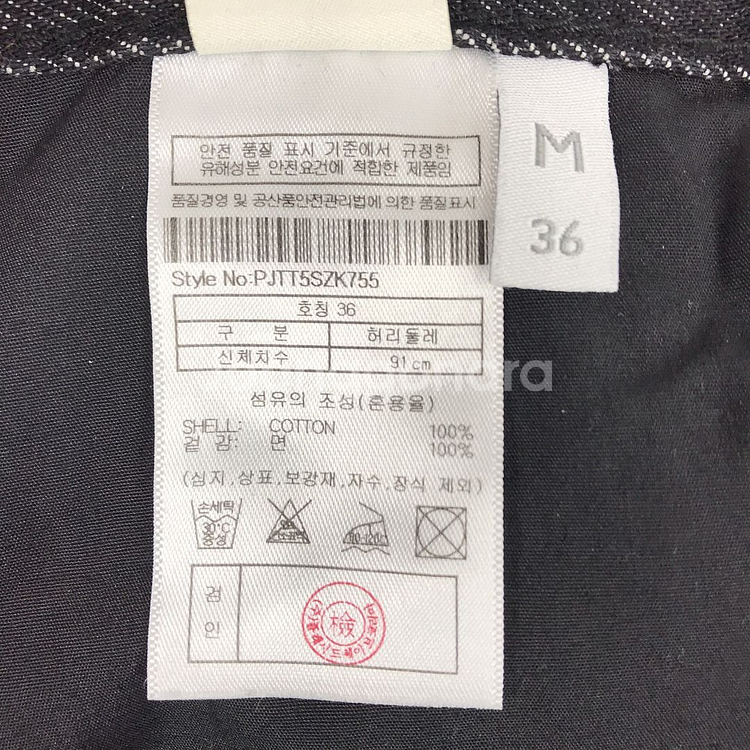 안전 품질 표시 기준에서 규정한
유해성분 안전요건에 적합한 제품임
품질경영 및 공산품안전관리법에 의한 품질표시
Style No:PJTT5SZK755
호칭 36
구 분 허리둘레
신체치수 91cm
섬유의 조성(혼용율)
SHELL: COTTON 100%
겉 감: 면 100%
(심지,상표,보강재,자수,장식 제외)
손세탁
30℃
중성
검
인
檢
M
36